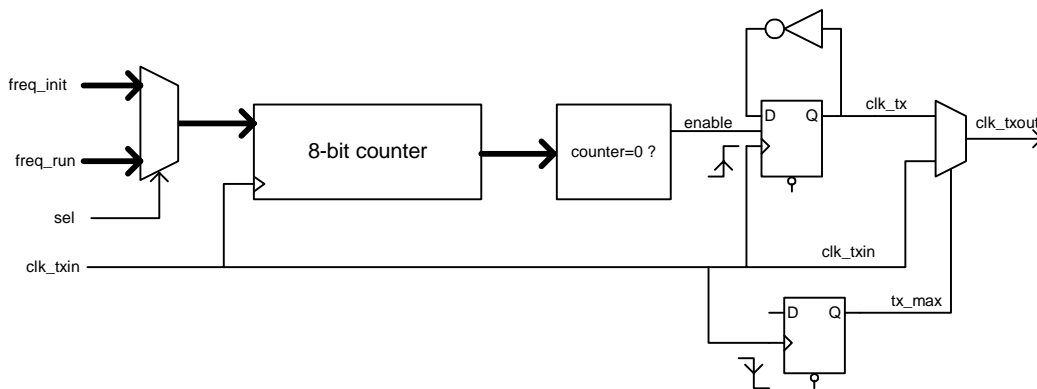 freq_init
freq_run
sel
clk_txin
8-bit counter
counter=0 ?
enable
D
Q
clk_tx
clk_txout
clk_txin
D
Q
tx_max